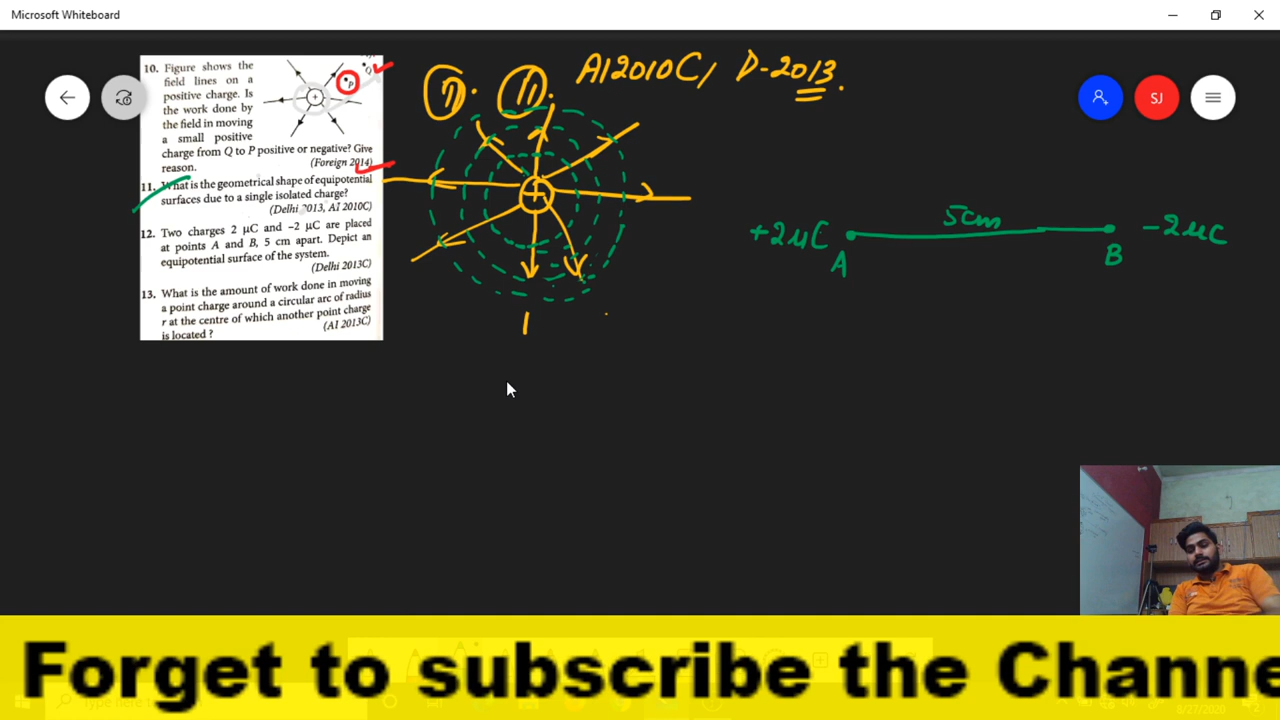 Microsoft Whiteboard
10. Figure shows the
field lines on a
positive charge. Is
the work done by
the field in moving
a small positive
charge from Q to P positive or negative? Give
reason.
(Foreign 2014)
+
P
Q
11. What is the geometrical shape of equipotential
surfaces due to a single isolated charge?
(Delhi 2013, AI 2010C)
12. Two charges 2 μC and –2 μC are placed
at points A and B, 5 cm apart. Depict an
equipotential surface of the system.
(Delhi 2013C)
13. What is the amount of work done in moving
a point charge around a circular arc of radius
r at the centre of which another point charge
is located ?
(AI 2013C)
11. AI2010C, D-2013.
+
SJ
+2μC 5cm -2μC
A B
Forget to subscribe the Channe
8/27/2020